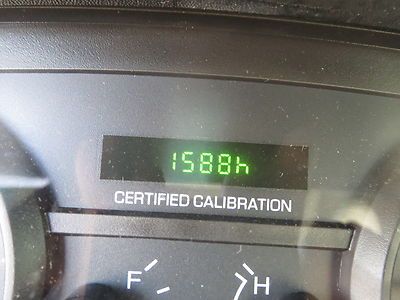 1588h
CERTIFIED CALIBRATION
F H